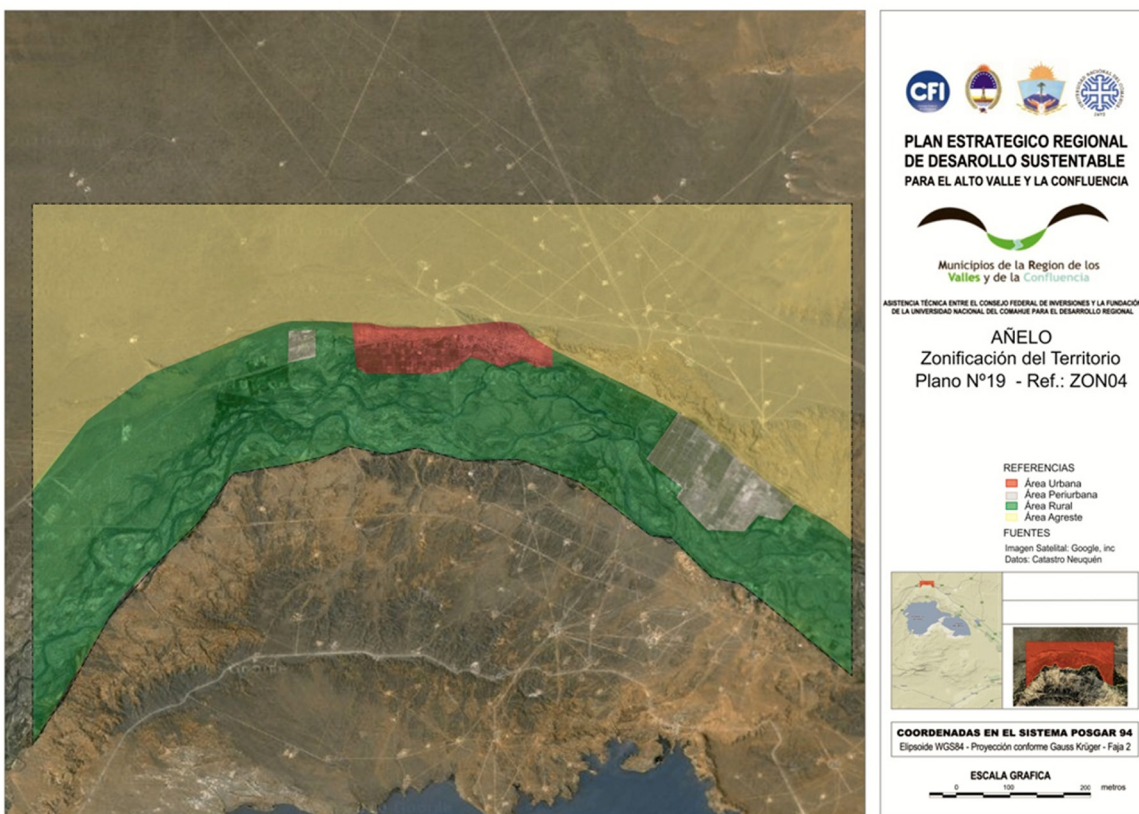 CFI
PLAN ESTRATEGICO REGIONAL
DE DESAROLLO SUSTENTABLE
PARA EL ALTO VALLE Y LA CONFLUENCIA
Municipios de la Region de los
Valles y de la Confluencia
ASISTENCIA TÉCNICA ENTRE EL CONSEJO FEDERAL DE INVERSIONES Y LA FUNDACIÓN
DE LA UNIVERSIDAD NACIONAL DEL COMAHUE PARA EL DESARROLLO REGIONAL
AÑELO
Zonificación del Territorio
Plano Nº19 - Ref.: ZON04
REFERENCIAS
Área Urbana
Área Periurbana
Área Rural
Área Agreste
FUENTES
Imagen Satelital: Google, inc
Datos: Catastro Neuquén
COORDENADAS EN EL SISTEMA POSGAR 94
Elipsoide WGS84 - Proyección conforme Gauss Krüger - Faja 2
ESCALA GRAFICA
0 100 200 metros